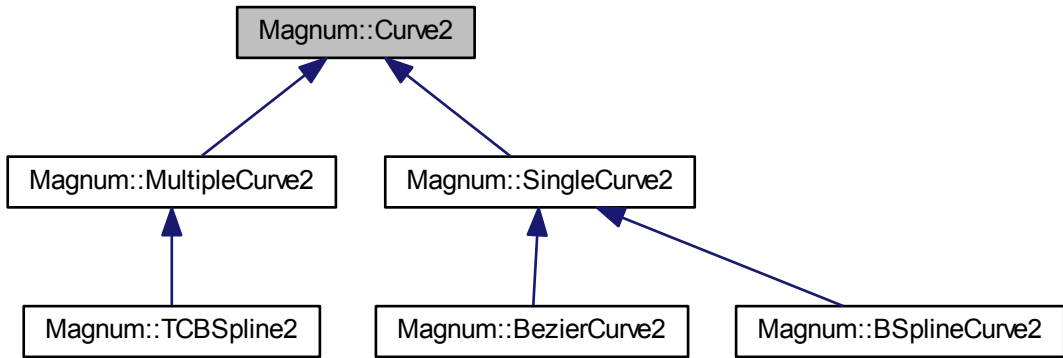 Magnum::Curve2
Magnum::MultipleCurve2
Magnum::SingleCurve2
Magnum::TCBSpline2
Magnum::BezierCurve2
Magnum::BSplineCurve2